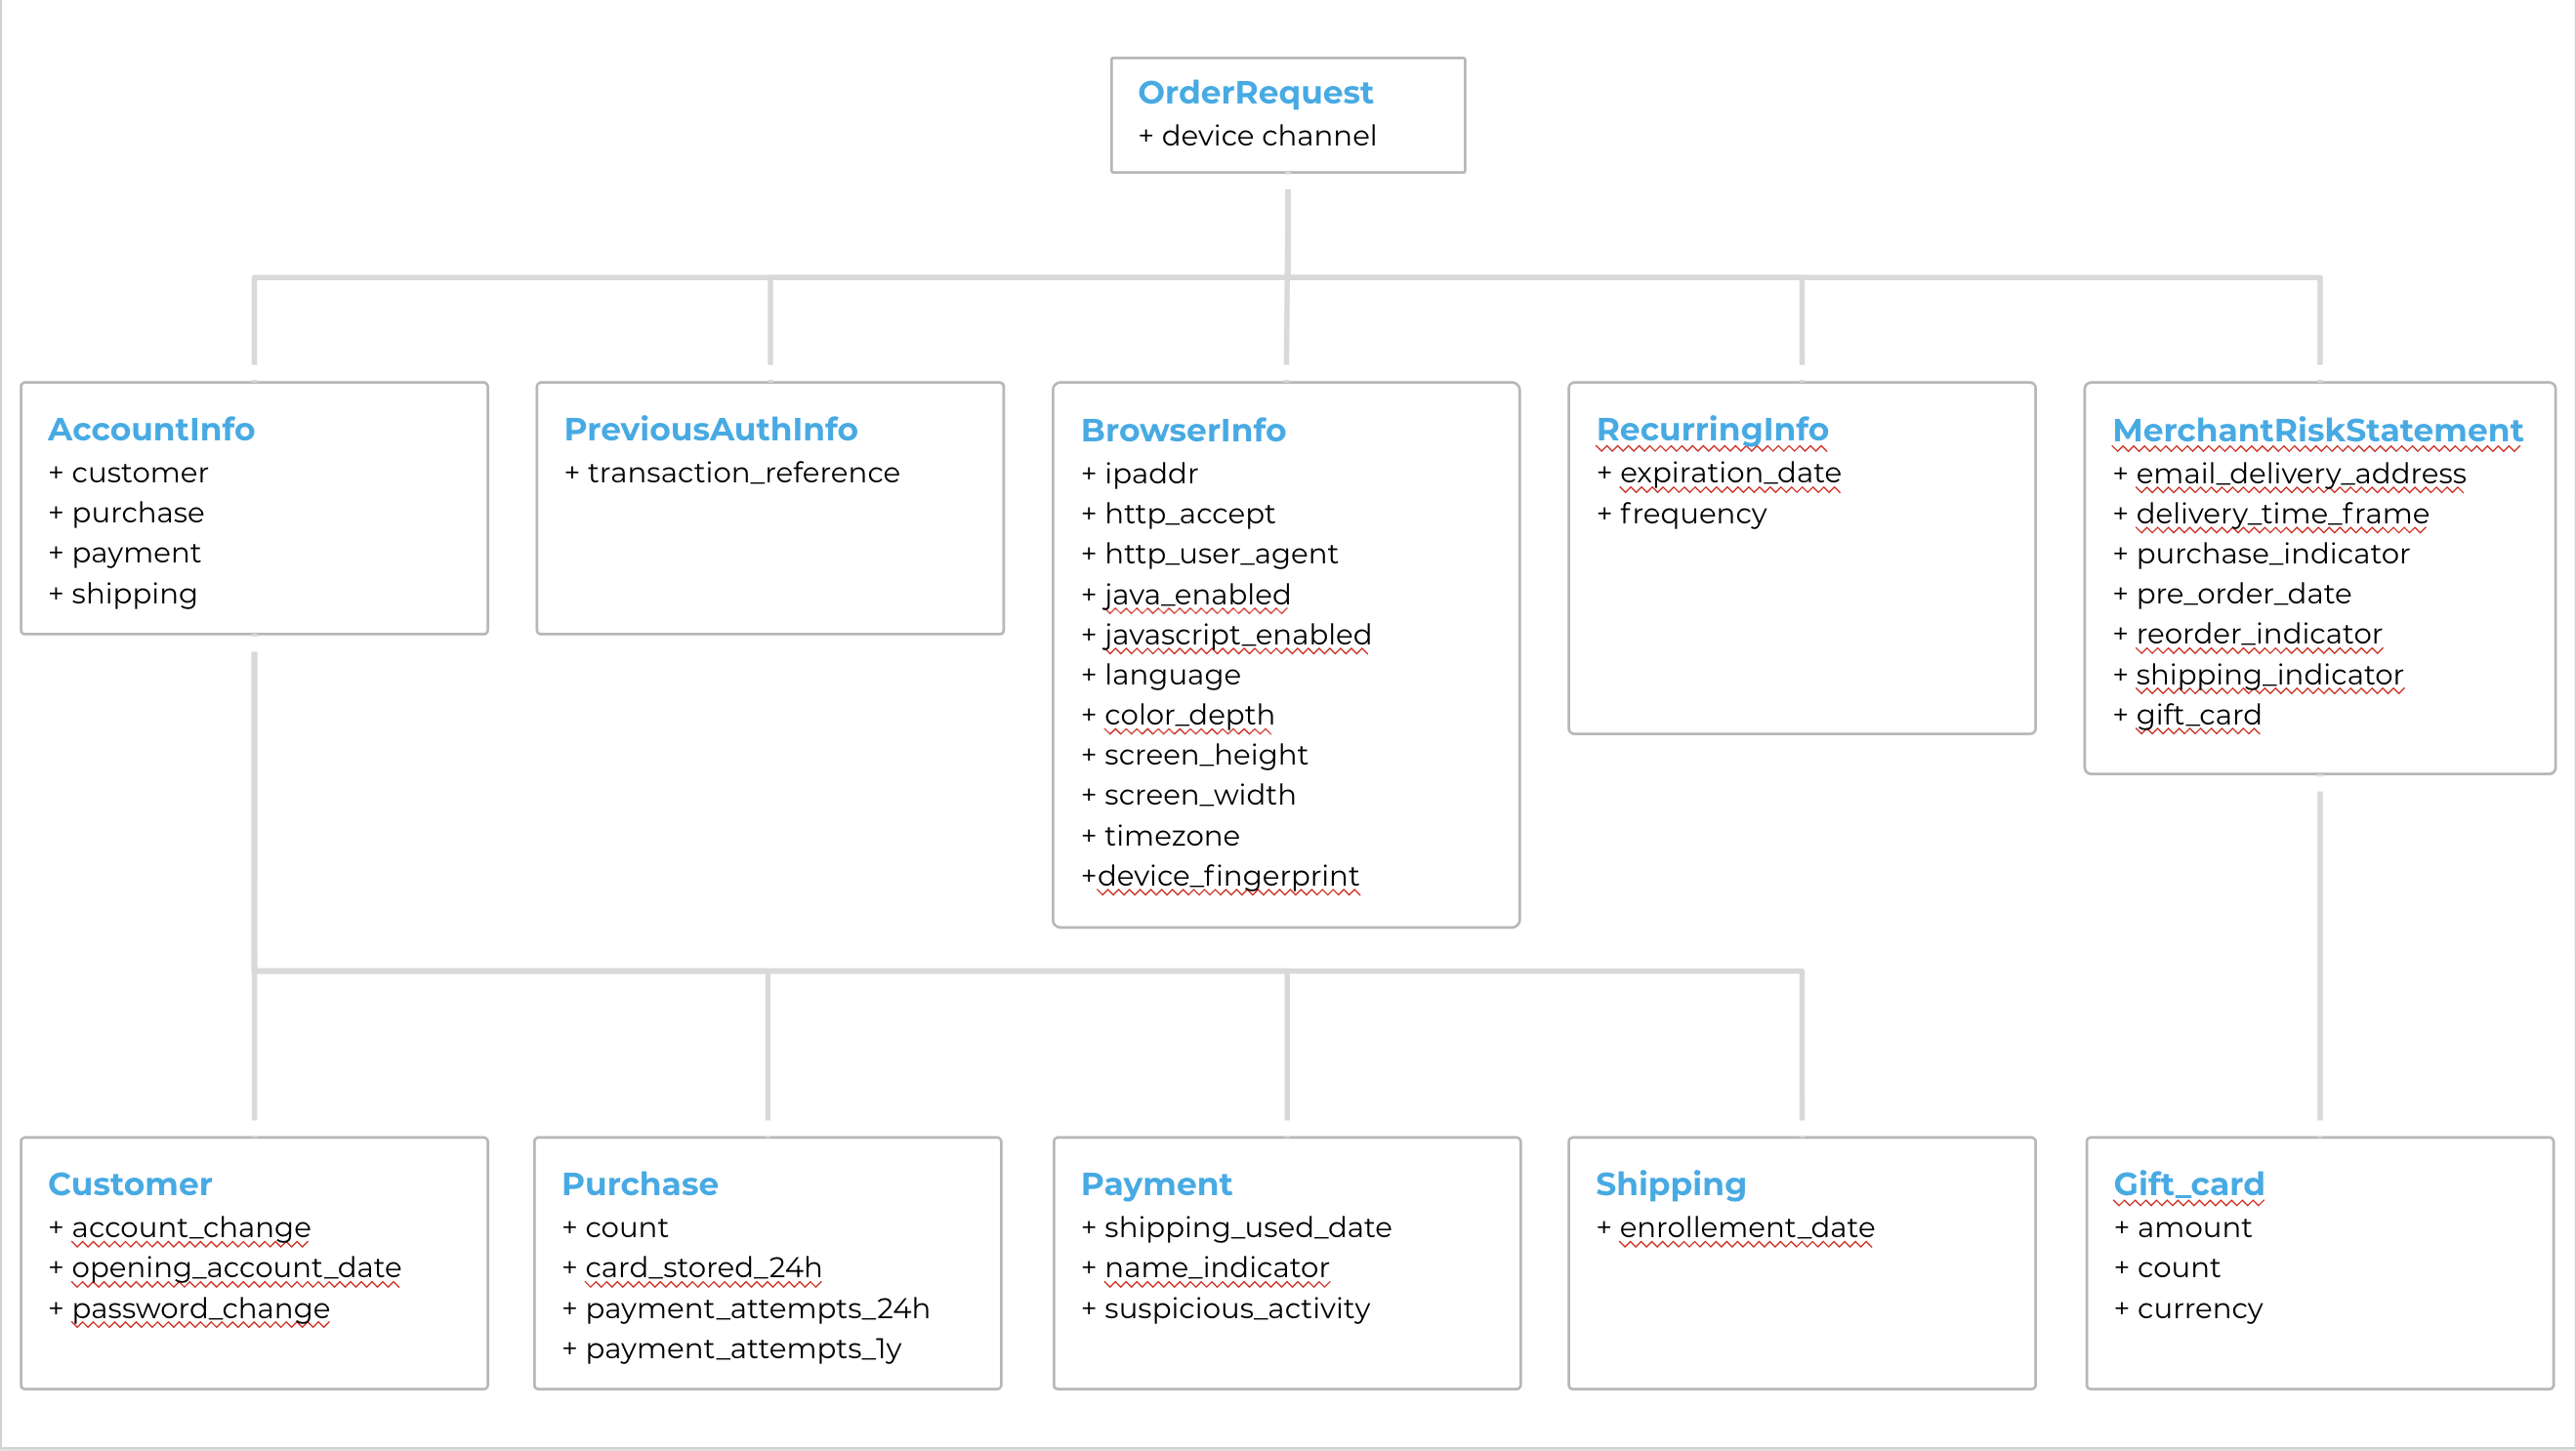 OrderRequest
+ device channel
AccountInfo
+ customer
+ purchase
+ payment
+ shipping
PreviousAuthInfo
+ transaction_reference
BrowserInfo
+ ipaddr
+ http_accept
+ http_user_agent
+ java_enabled
+ javascript_enabled
+ language
+ color_depth
+ screen_height
+ screen_width
+ timezone
+device_fingerprint
RecurringInfo
+ expiration_date
+ frequency
MerchantRiskStatement
+ email_delivery_address
+ delivery_time_frame
+ purchase_indicator
+ pre_order_date
+ reorder_indicator
+ shipping_indicator
+ gift_card
Customer
+ account_change
+ opening_account_date
+ password_change
Purchase
+ count
+ card_stored_24h
+ payment_attempts_24h
+ payment_attempts_1y
Payment
+ shipping_used_date
+ name_indicator
+ suspicious_activity
Shipping
+ enrollement_date
Gift_card
+ amount
+ count
+ currency